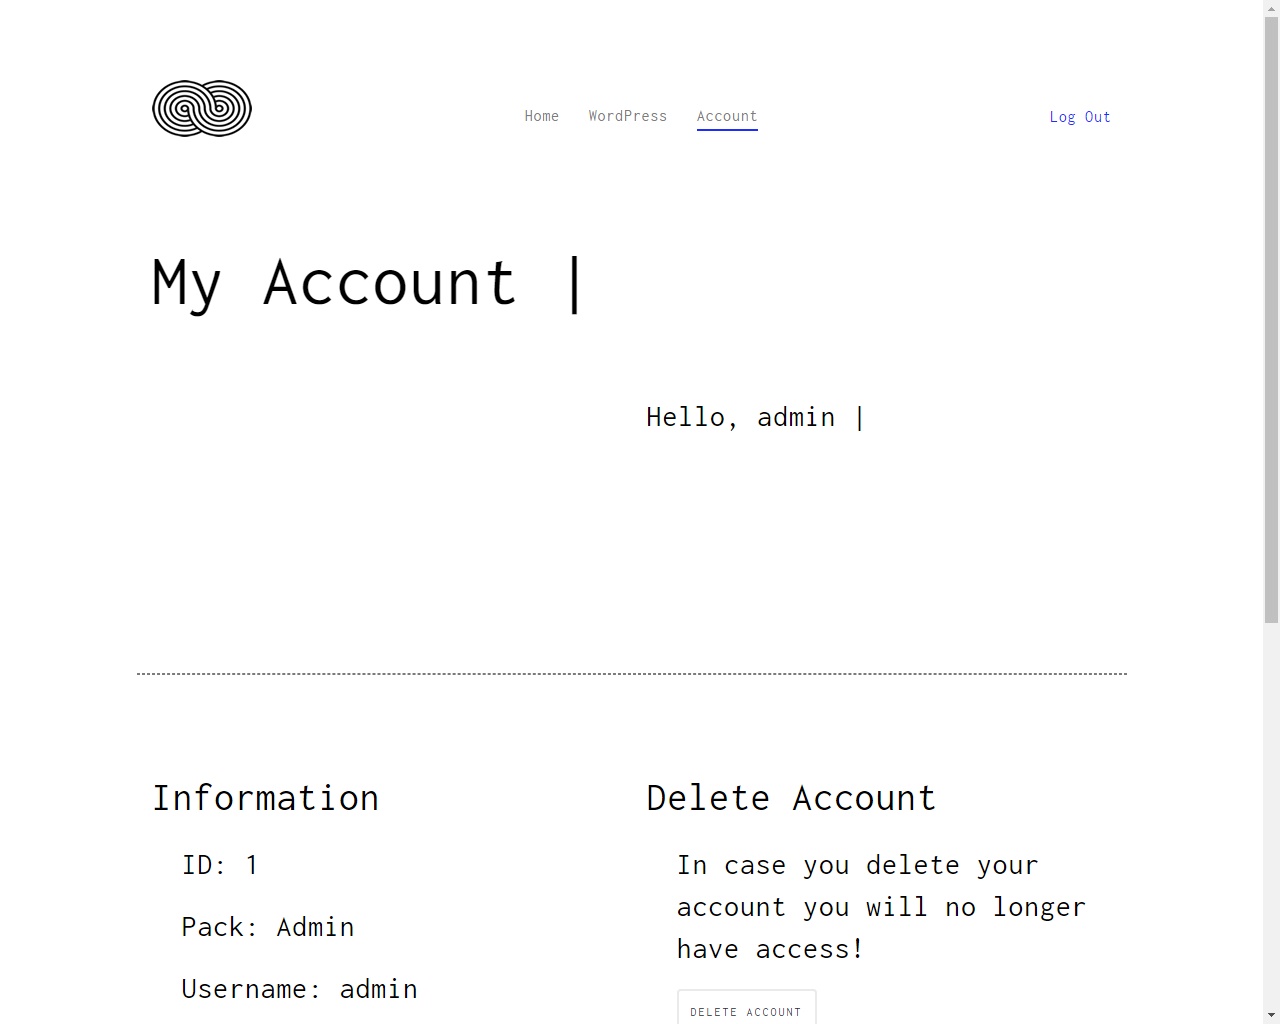 Home WordPress Account Log Out
My Account |
Hello, admin |
Information
ID: 1
Pack: Admin
Username: admin
Delete Account
In case you delete your
account you will no longer
have access!
DELETE ACCOUNT